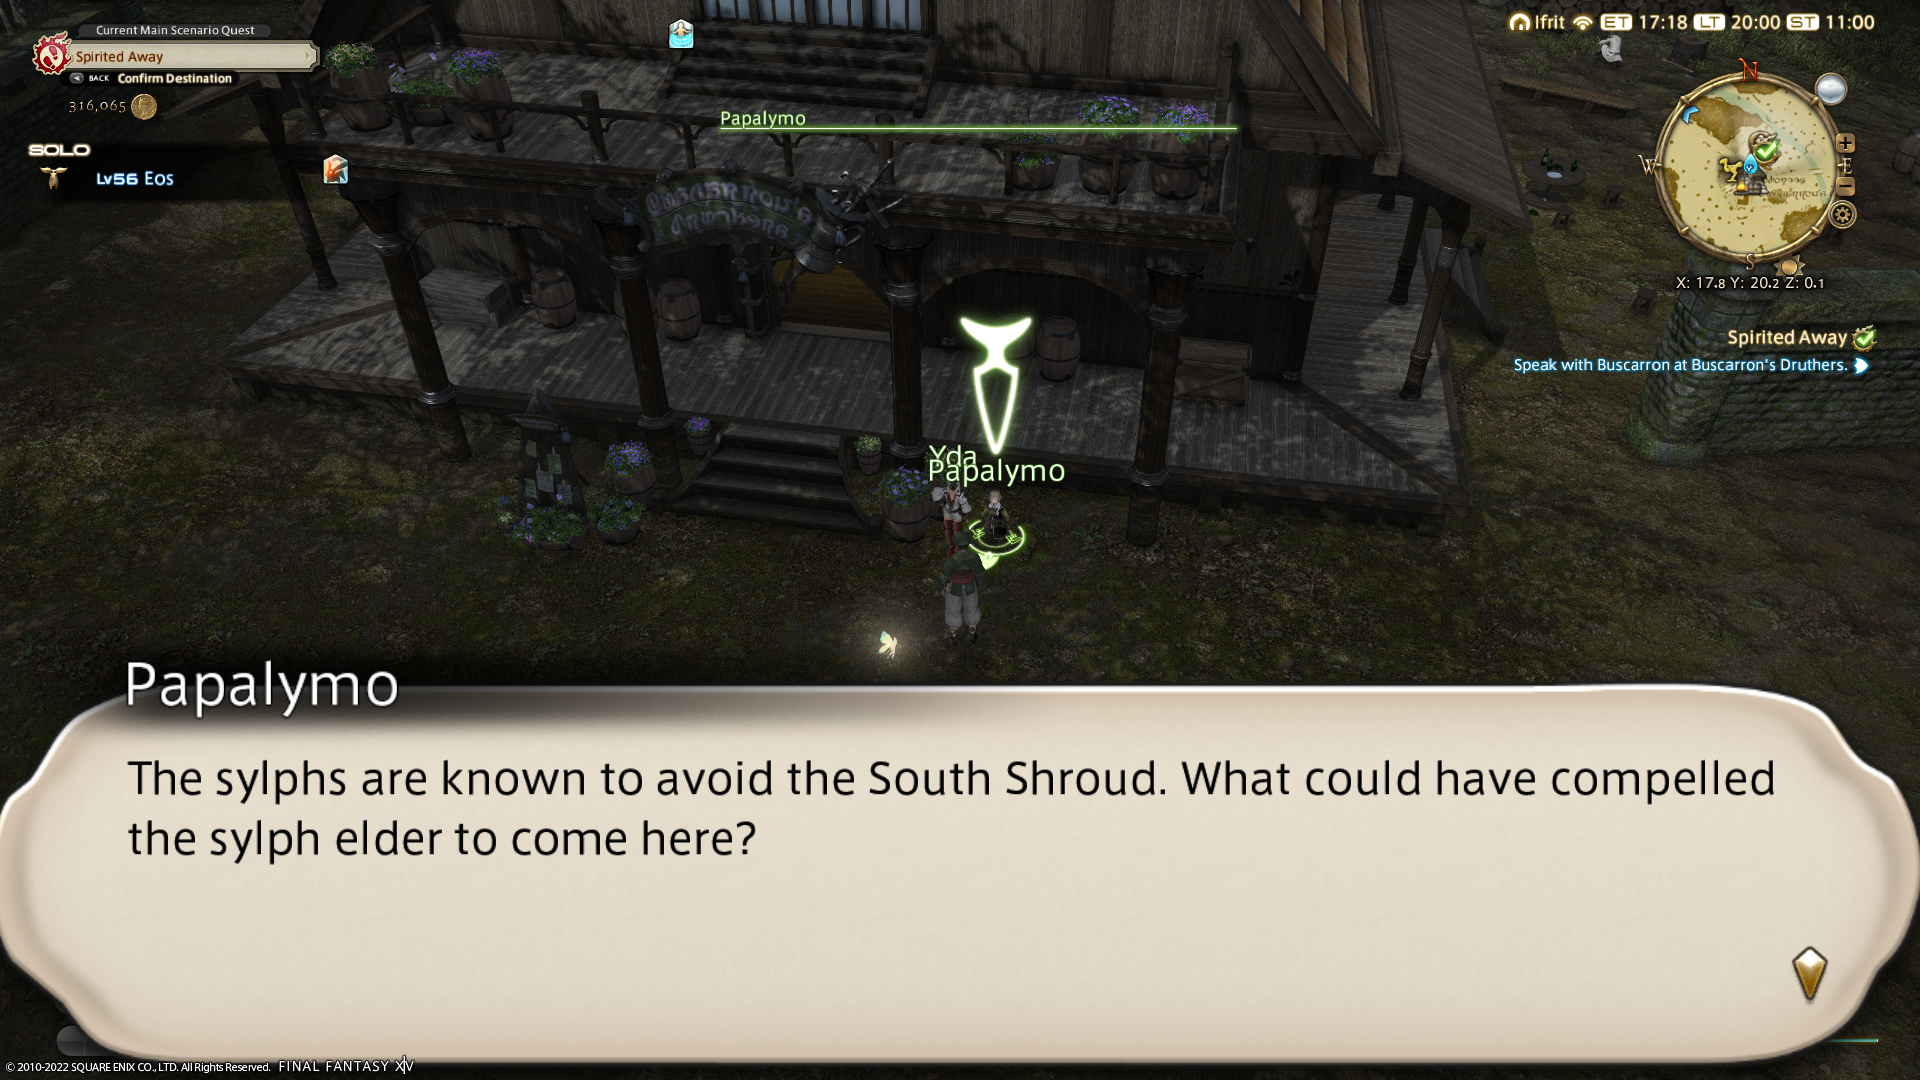 Current Main Scenario Quest
Spirited Away
BACK Confirm Destination
316,065
SOLO
Lv56 Eos
Papalymo
Ifrit ET 17:18 LT 20:00 ST 11:00
N
W
E
S
X: 17.8 Y: 20.2 Z: 0.1
Spirited Away
Speak with Buscarron at Buscarron's Druthers.
Yda
Papalymo
Papalymo
The sylphs are known to avoid the South Shroud. What could have compelled
the sylph elder to come here?
© 2010-2022 SQUARE ENIX CO., LTD. All Rights Reserved. FINAL FANTASY XIV